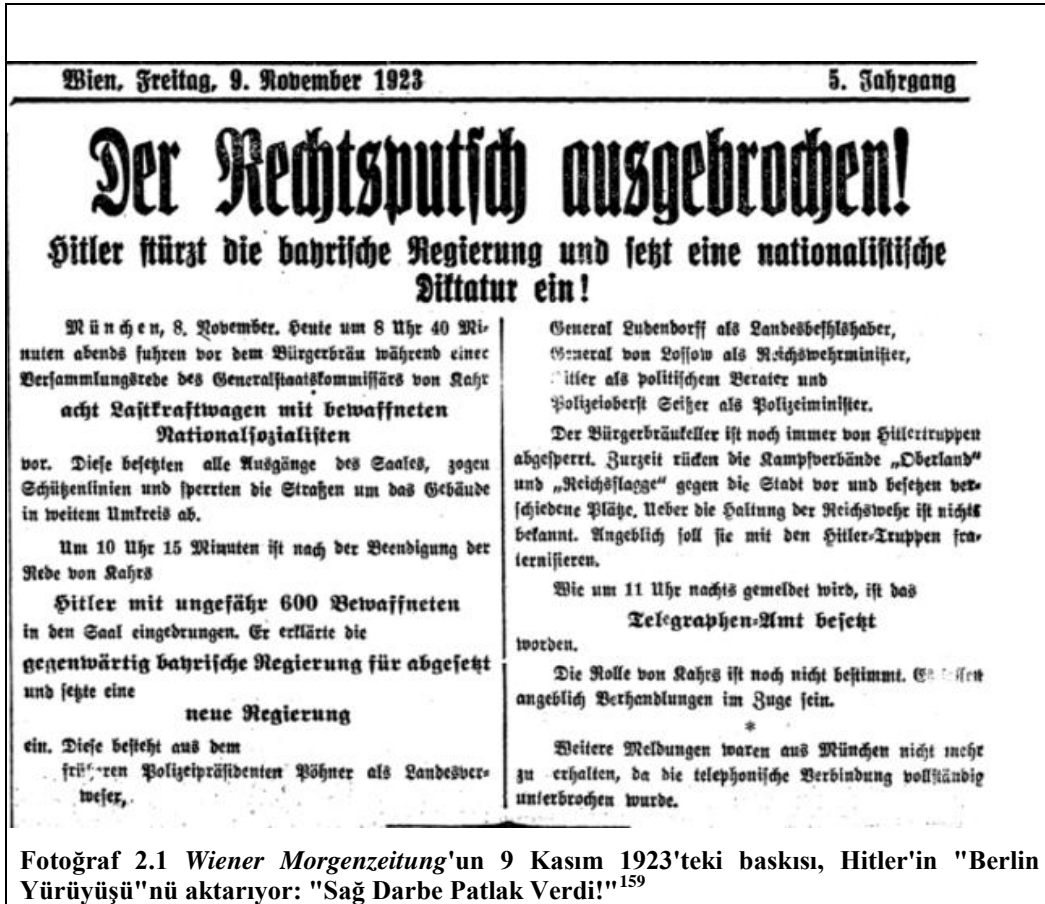 Wien, Freitag, 9. November 1923
5. Jahrgang
Der Rechtsputsch ausgebrochen!
Hitler stürzt die bayrische Regierung und setzt eine nationalistische
Diktatur ein!
München, 8. November. Heute um 8 Uhr 40 Mi-
nuten abends fuhren vor dem Bürgerbräu während einer
Versammlungsrede des Generalstaatskommissärs von Kahr
acht Lastkraftwagen mit bewaffneten
Nationalsozialisten
vor. Diese besetzten alle Ausgänge des Saales, zogen
Schützenlinien und sperrten die Straßen um das Gebäude
in weitem Umkreis ab.
Um 10 Uhr 15 Minuten ist nach der Beendigung der
Rede von Kahrs
Hitler mit ungefähr 600 Bewaffneten
in den Saal eingedrungen. Er erklärte die
gegenwärtig bayrische Regierung für abgesetzt
und setzte eine
neue Regierung
ein. Diese besteht aus dem
früheren Polizeipräsidenten Pöhner als Landesver-
weser,
General Ludendorff als Landesbefehlshaber,
General von Lossow als Reichswehrminister,
Hitler als politischem Berater und
Polizeioberst Seißer als Polizeiminister.
Der Bürgerbräukeller ist noch immer von Hitlertruppen
abgesperrt. Zurzeit rücken die Kampfverbände „Oberland“
und „Reichsflagge“ gegen die Stadt vor und besetzen ver-
schiedene Plätze. Ueber die Haltung der Reichswehr ist nichts
bekannt. Angeblich soll sie mit den Hitler-Truppen fra-
ternisieren.
Wie um 11 Uhr nachts gemeldet wird, ist das
Telegraphen-Amt besetzt
worden.
Die Rolle von Kahrs ist noch nicht bestimmt. Es sollen
angeblich Verhandlungen im Zuge sein.
*
Weitere Meldungen waren aus München nicht mehr
zu erhalten, da die telephonische Verbindung vollständig
unterbrochen wurde.
Fotoğraf 2.1 Wiener Morgenzeitung'un 9 Kasım 1923'teki baskısı, Hitler'in "Berlin
Yürüyüşü"nü aktarıyor: "Sağ Darbe Patlak Verdi!"159